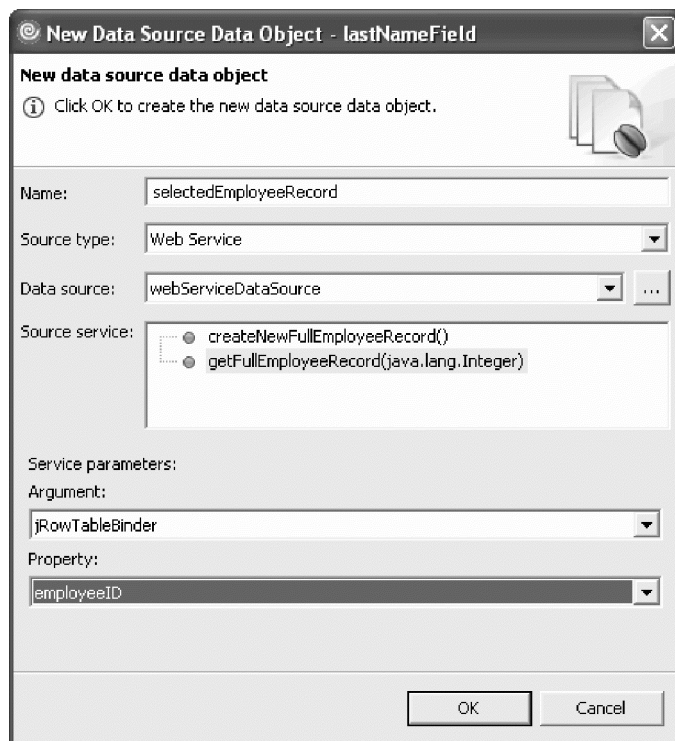 New Data Source Data Object - lastNameField
New data source data object
Click OK to create the new data source data object.
Name: selectedEmployeeRecord
Source type: Web Service
Data source: webServiceDataSource ...
Source service: createNewFullEmployeeRecord()
getFullEmployeeRecord(java.lang.Integer)
Service parameters:
Argument:
jRowTableBinder
Property:
employeeID
OK Cancel